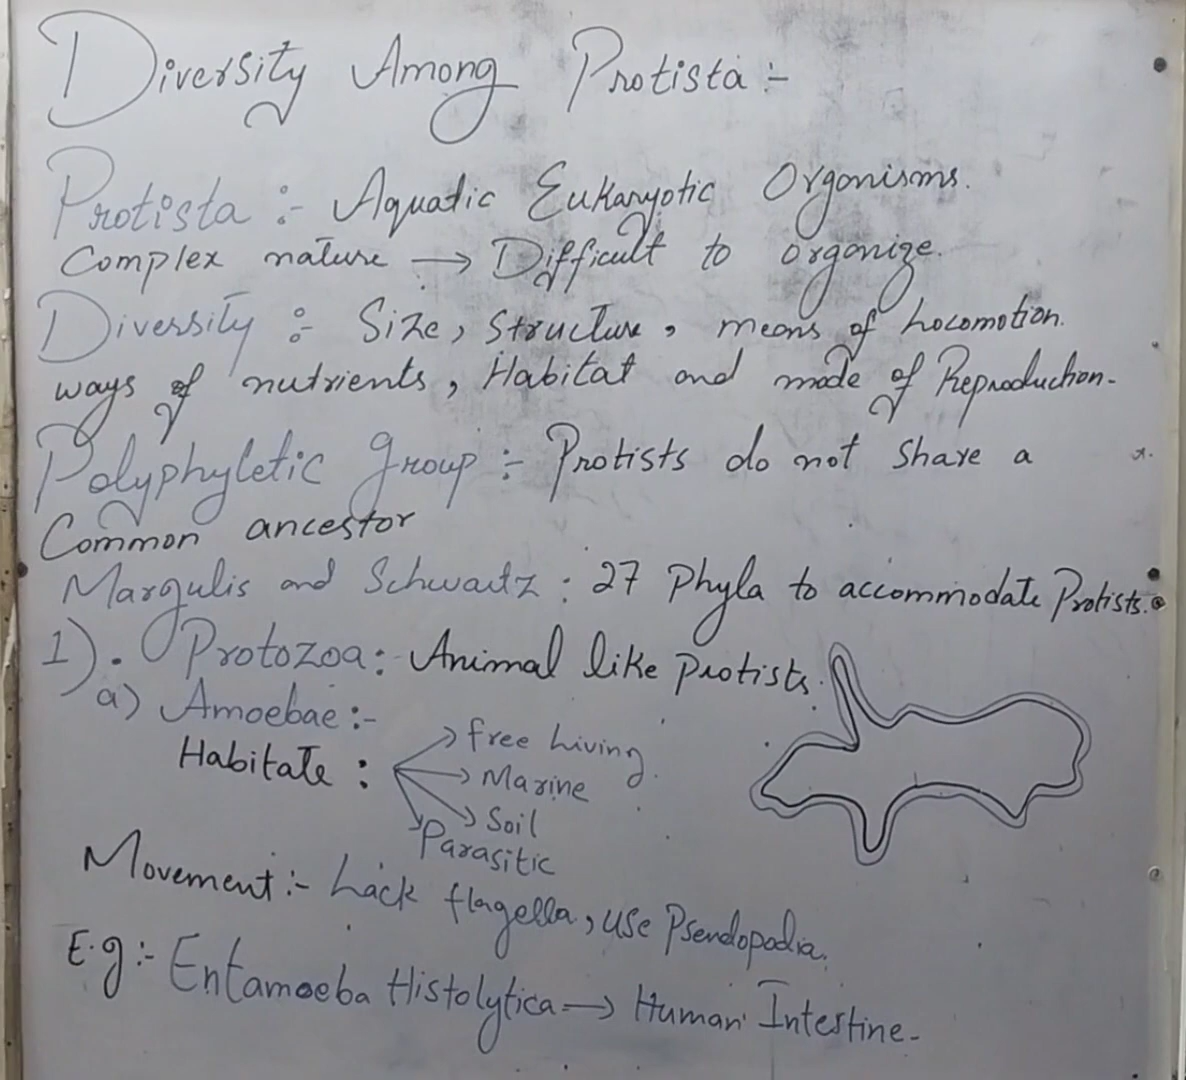 Diversity Among Protista :-
Protista :- Aquatic Eukaryotic Organisms.
Complex nature → Difficult to organize.
Diversity :- Size, Structure, means of Locomotion.
ways of nutrients, Habitat and mode of Reproduction.
Polyphyletic group :- Protists do not Share a
Common ancestor
Margulis and Schwartz : 27 Phyla to accommodate Protists.
1). Protozoa:- Animal like protists.
a) Amoebae :-
Habitate : → free Living.
→ Marine
→ Soil
Parasitic
Movement :- Lack flagella, use Pseudopodia.
E.g :- Entamoeba Histolytica → Human Intestine.